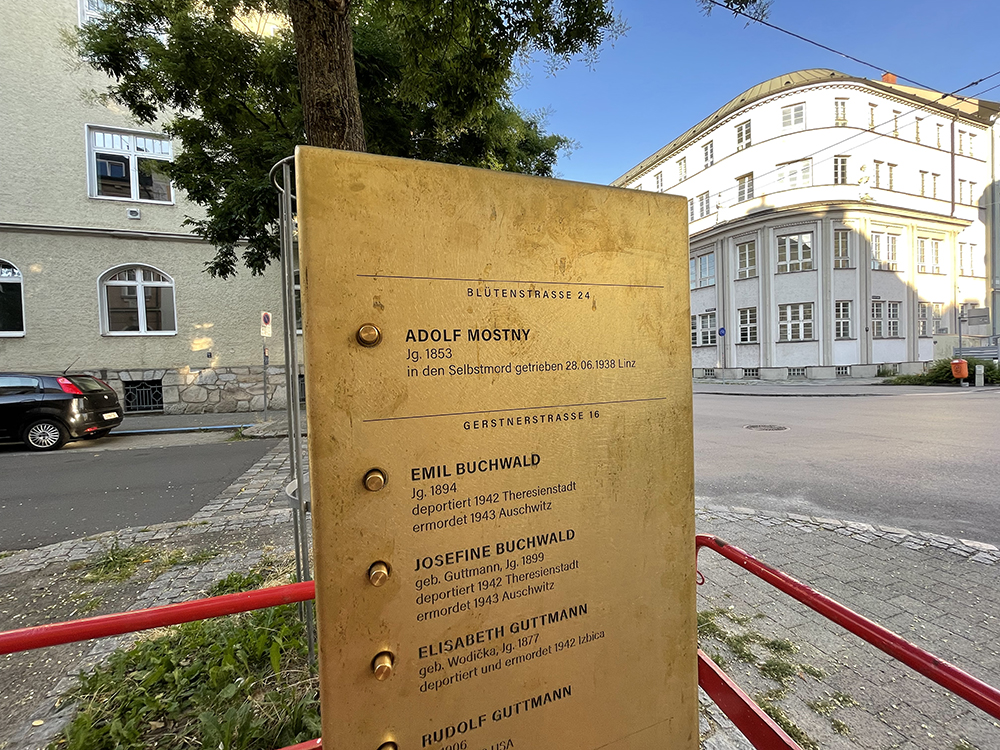 BLÜTENSTRASSE 24
ADOLF MOSTNY
Jg. 1853
in den Selbstmord getrieben 28.06.1938 Linz
GERSTNERSTRASSE 16
EMIL BUCHWALD
Jg. 1894
deportiert 1942 Theresienstadt
ermordet 1943 Auschwitz
JOSEFINE BUCHWALD
geb. Guttmann, Jg. 1899
deportiert 1942 Theresienstadt
ermordet 1943 Auschwitz
ELISABETH GUTTMANN
geb. Wodička, Jg. 1877
deportiert und ermordet 1942 Izbica
RUDOLF GUTTMANN
USA